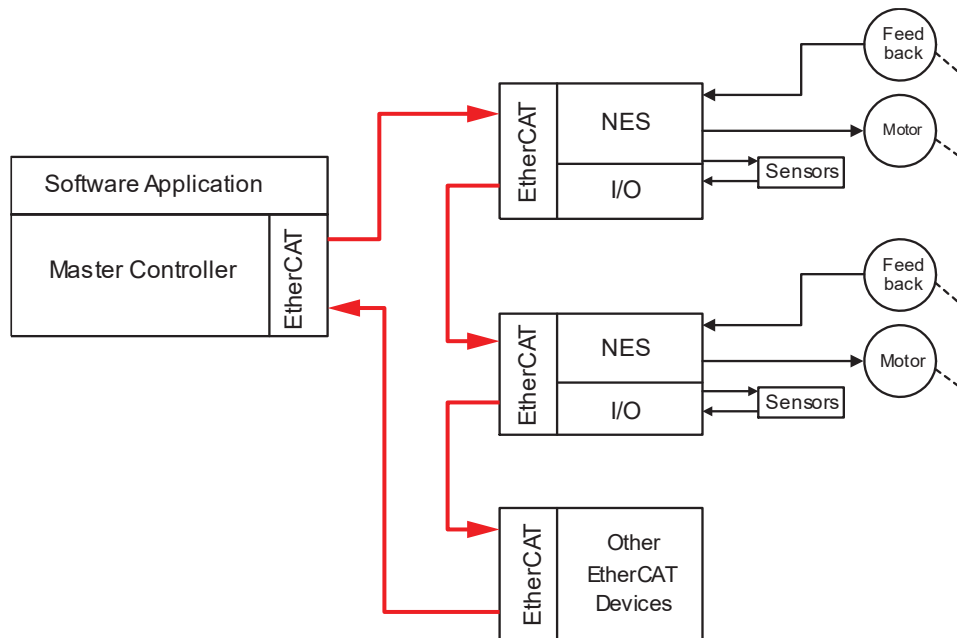 Software Application
Master Controller
EtherCAT
EtherCAT
NES
I/O
Feed
back
Motor
Sensors
EtherCAT
NES
I/O
Feed
back
Motor
Sensors
EtherCAT
Other
EtherCAT
Devices